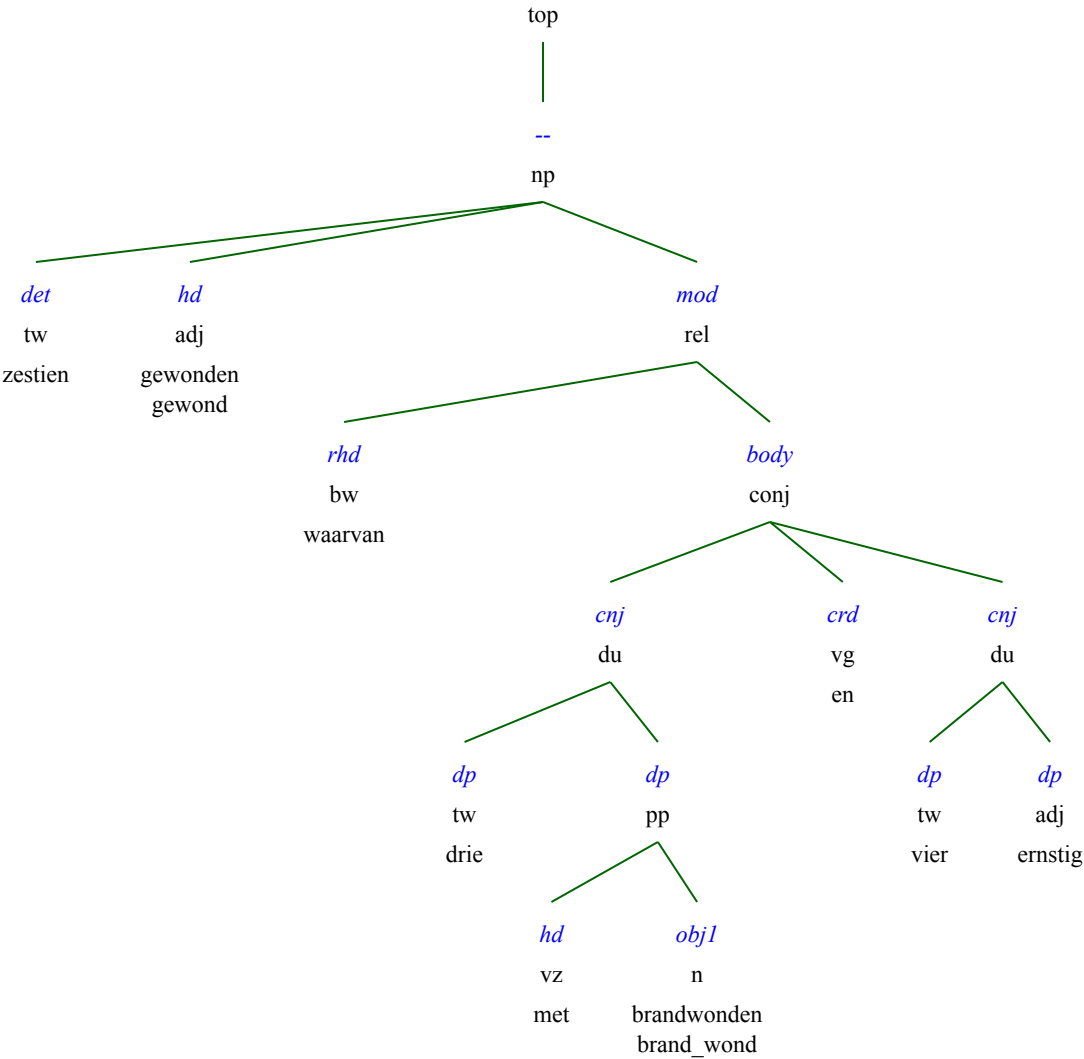 top
--
np
det hd mod
tw adj rel
zestien gewonden
gewond
rhd body
bw conj
waarvan
cnj crd cnj
du vg du
en
dp dp dp dp
tw pp tw adj
drie vier ernstig
hd obj1
vz n
met brandwonden
brand_wond